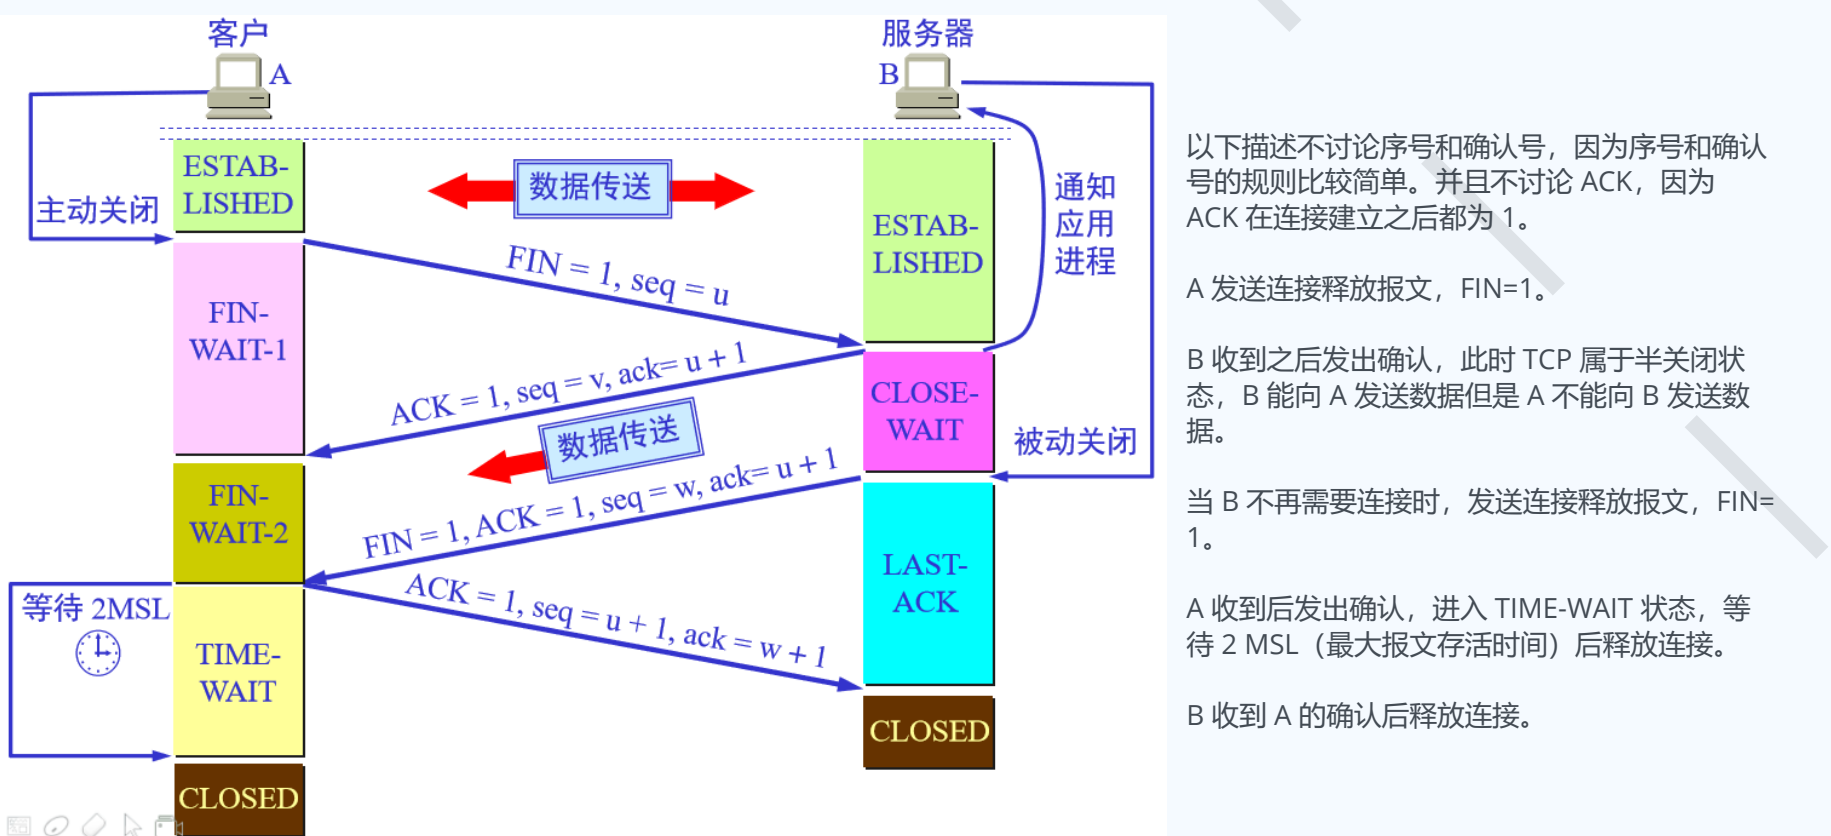 客户
服务器
A
B
ESTAB-
LISHED
主动关闭
数据传送
ESTAB-
LISHED
通知
应用
进程
FIN = 1, seq = u
FIN-
WAIT-1
ACK = 1, seq = v, ack= u + 1
CLOSE-
WAIT
数据传送
被动关闭
FIN-
WAIT-2
FIN = 1, ACK = 1, seq = w, ack= u + 1
LAST-
ACK
等待 2MSL
ACK = 1, seq = u + 1, ack = w + 1
TIME-
WAIT
CLOSED
CLOSED
以下描述不讨论序号和确认号，因为序号和确认
号的规则比较简单。并且不讨论 ACK，因为
ACK 在连接建立之后都为 1。
A 发送连接释放报文，FIN=1。
B 收到之后发出确认，此时 TCP 属于半关闭状
态，B 能向 A 发送数据但是 A 不能向 B 发送数
据。
当 B 不再需要连接时，发送连接释放报文，FIN=
1。
A 收到后发出确认，进入 TIME-WAIT 状态，等
待 2 MSL（最大报文存活时间）后释放连接。
B 收到 A 的确认后释放连接。